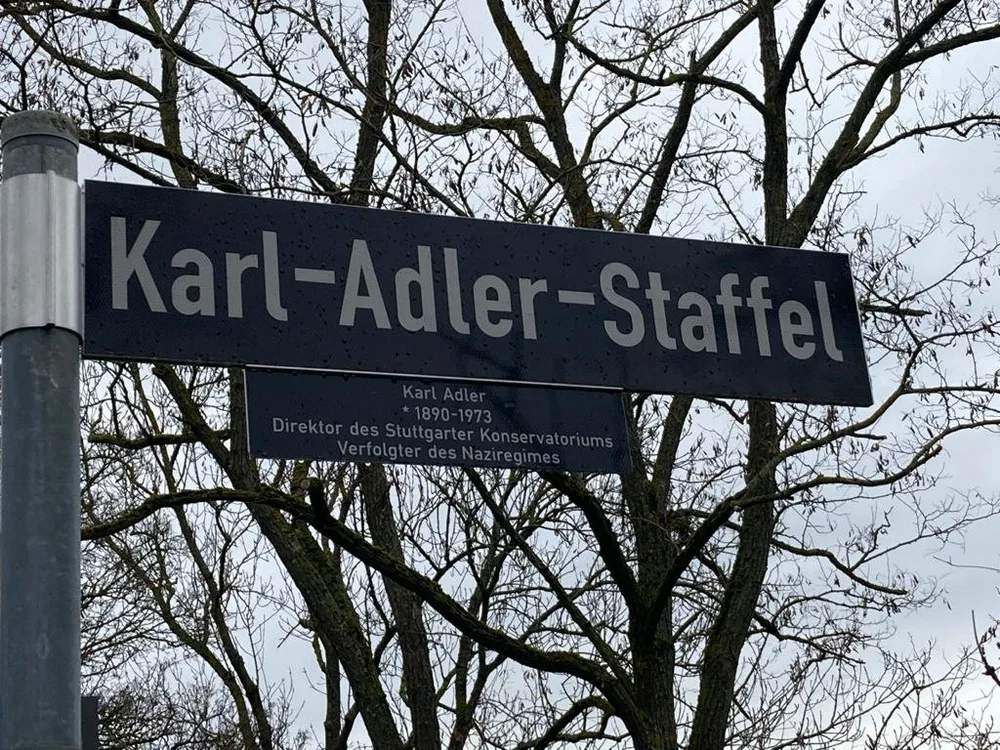 Karl-Adler-Staffel
Karl Adler
* 1890-1973
Direktor des Stuttgarter Konservatoriums
Verfolgter des Naziregimes